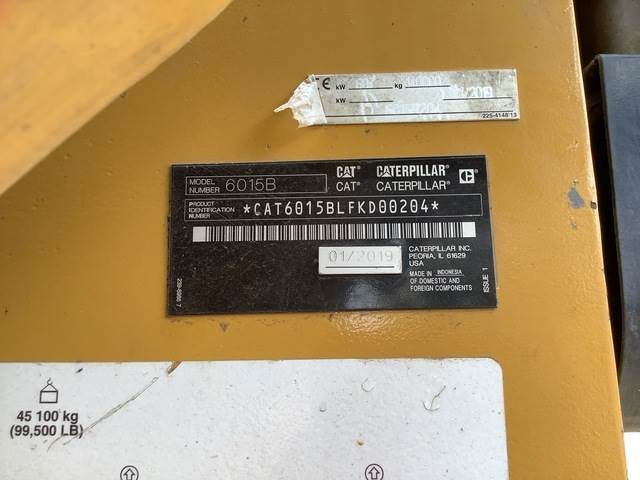 kW kg
kW
225-4148 13
CAT CATERPILLAR
MODEL NUMBER 6015B
CAT CATERPILLAR
PRODUCT IDENTIFICATION NUMBER *CAT6015BLFKD00204*
01/2019
CATERPILLAR INC.
PEORIA, IL 61629
USA
MADE IN INDONESIA
OF DOMESTIC AND
FOREIGN COMPONENTS
ISSUE 1
45 100 kg
(99,500 LB)